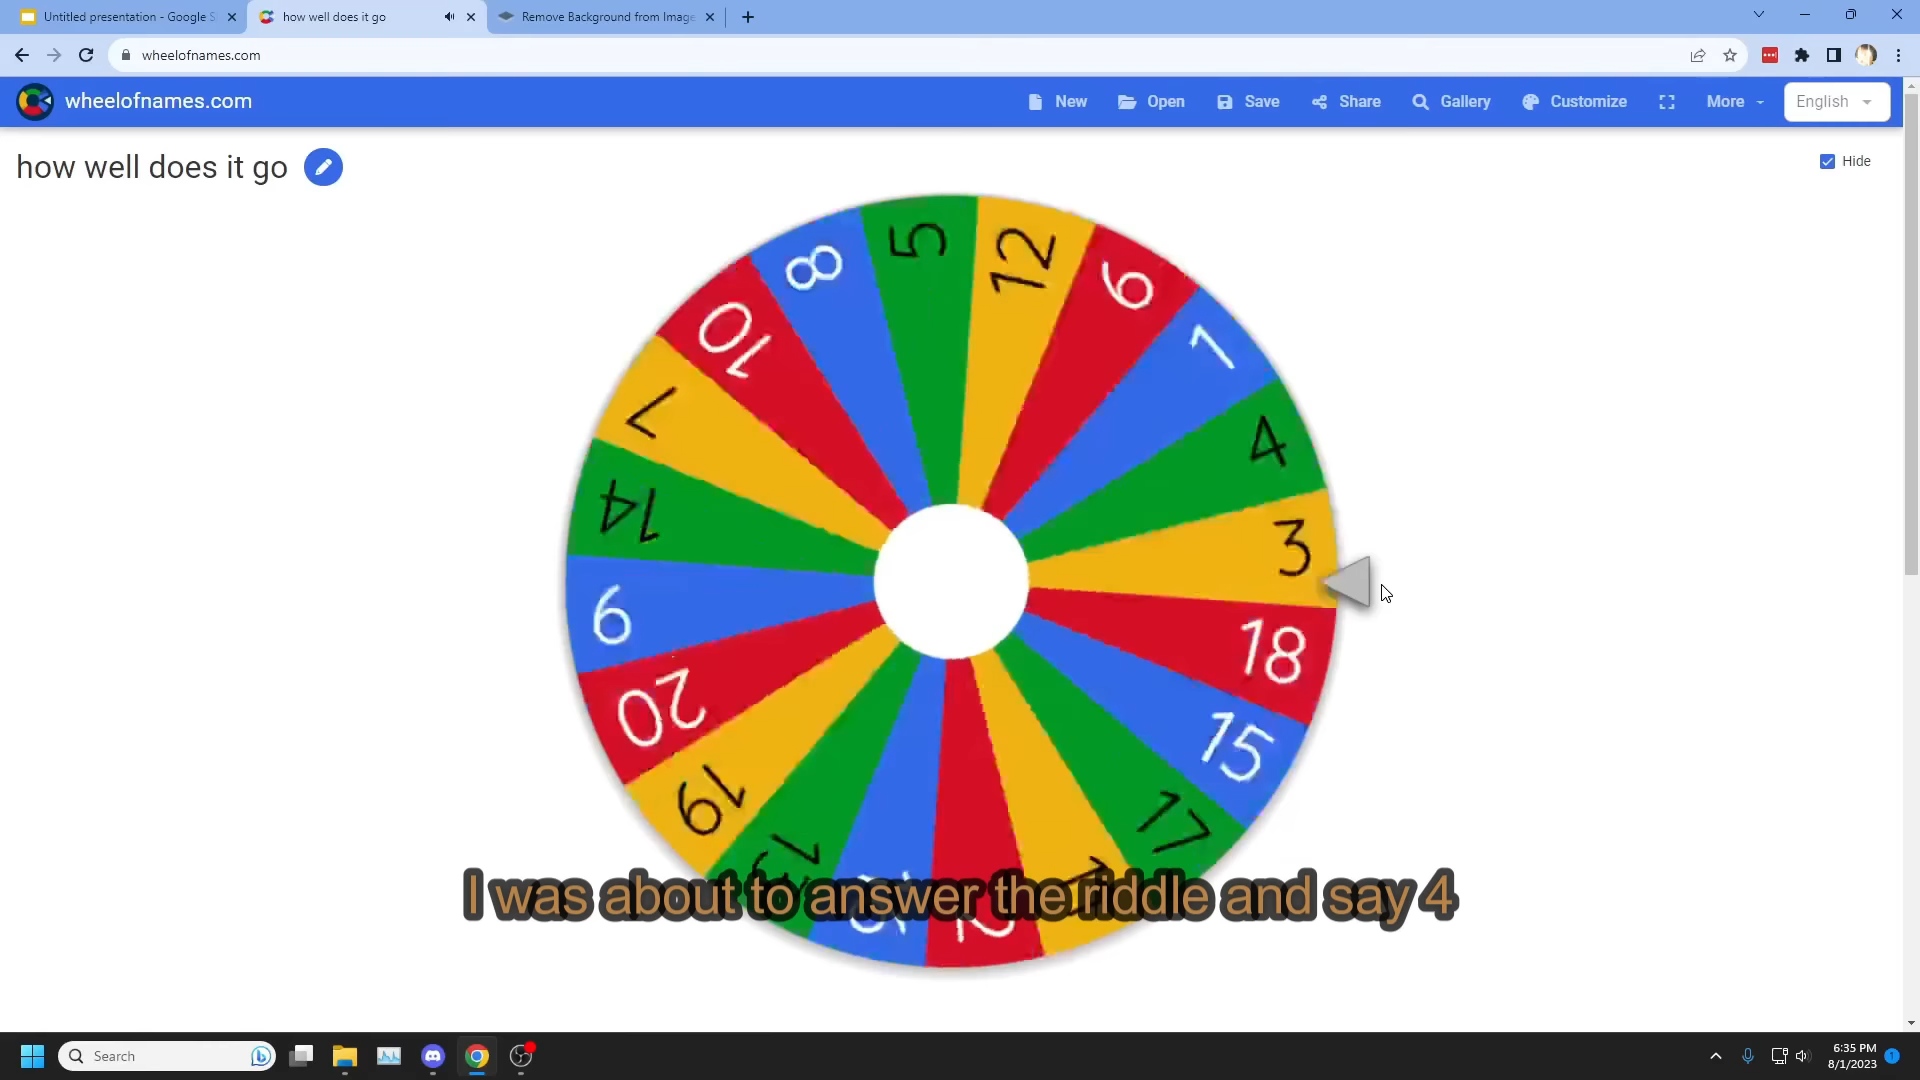 Untitled presentation - Google S
how well does it go
Remove Background from Image
wheelofnames.com
wheelofnames.com
New
Open
Save
Share
Gallery
Customize
More
English
how well does it go
Hide
5
12
6
1
4
3
18
15
17
2
19
20
9
14
7
10
8
I was about to answer the riddle and say 4
Search
6:35 PM
8/1/2023
1